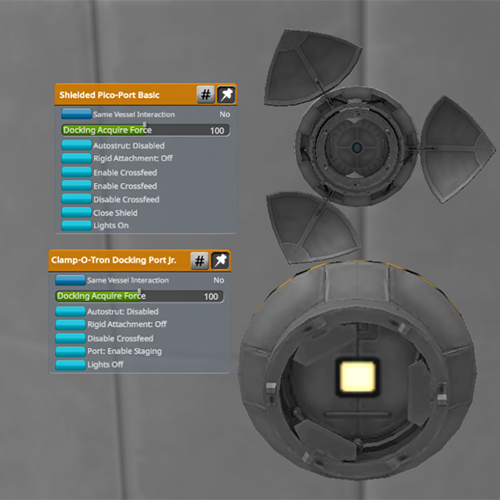 Shielded Pico-Port Basic #
Same Vessel Interaction No
Docking Acquire Force 100
Autostrut: Disabled
Rigid Attachment: Off
Enable Crossfeed
Enable Crossfeed
Disable Crossfeed
Close Shield
Lights On
Clamp-O-Tron Docking Port Jr. #
Same Vessel Interaction No
Docking Acquire Force 100
Autostrut: Disabled
Rigid Attachment: Off
Disable Crossfeed
Port: Enable Staging
Lights Off